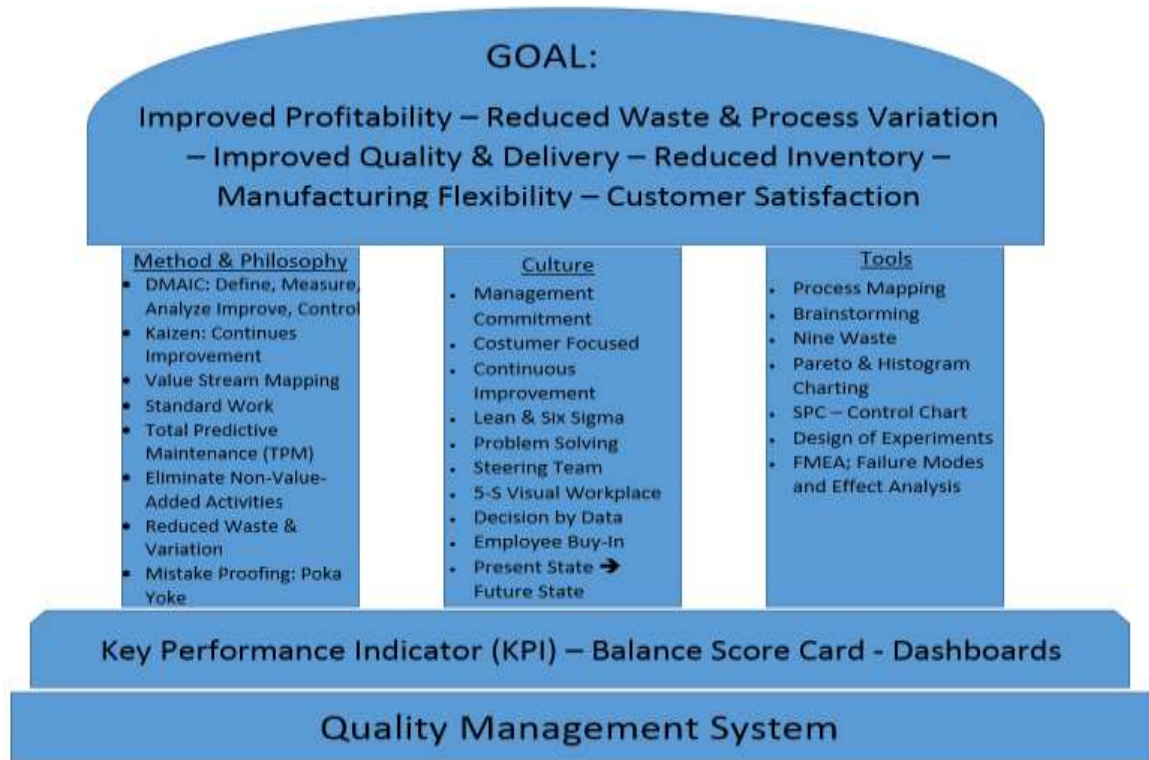 GOAL:
Improved Profitability – Reduced Waste & Process Variation
– Improved Quality & Delivery – Reduced Inventory –
Manufacturing Flexibility – Customer Satisfaction
Method & Philosophy
• DMAIC: Define, Measure,
Analyze Improve, Control
• Kaizen: Continues
Improvement
• Value Stream Mapping
• Standard Work
• Total Predictive
Maintenance (TPM)
• Eliminate Non-Value-
Added Activities
• Reduced Waste &
Variation
• Mistake Proofing: Poka
Yoke
Culture
• Management
Commitment
• Costumer Focused
• Continuous
Improvement
• Lean & Six Sigma
• Problem Solving
• Steering Team
• 5-S Visual Workplace
• Decision by Data
• Employee Buy-In
• Present State ➔
Future State
Tools
• Process Mapping
• Brainstorming
• Nine Waste
• Pareto & Histogram
Charting
• SPC – Control Chart
• Design of Experiments
• FMEA; Failure Modes
and Effect Analysis
Key Performance Indicator (KPI) – Balance Score Card - Dashboards
Quality Management System